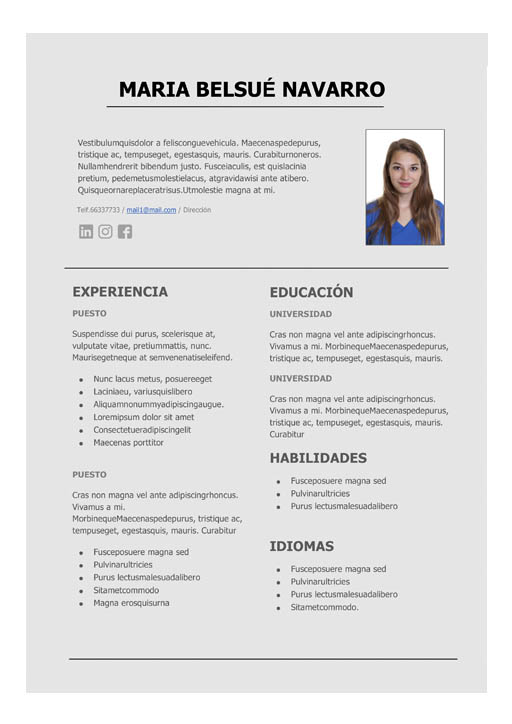 MARIA BELSUÉ NAVARRO
Vestibulumquisdolor a felisconguevehicula. Maecenaspedepurus,
tristique ac, tempuseget, egestasquis, mauris. Curabiturnoneros.
Nullamhendrerit bibendum justo. Fusceiaculis, est quislacinia
pretium, pedemetusmolestielacus, atgravidawisi ante atibero.
Quisqueornareplaceratrisus.Utmolestie magna at mi.
Telf.66337733 / mail1@mail.com / Dirección
EXPERIENCIA
PUESTO
Suspendisse dui purus, scelerisque at,
vulputate vitae, pretiummattis, nunc.
Maurisegetneque at semvenenatiseleifend.
Nunc lacus metus, posuereeget
Laciniaeu, variusquislibero
Aliquamnonummyadipiscingaugue.
Loremipsum dolor sit amet
Consectetueradipiscingelit
Maecenas porttitor
PUESTO
Cras non magna vel ante adipiscingrhoncus.
Vivamus a mi.
MorbinequeMaecenaspedepurus, tristique ac,
tempuseget, egestasquis, mauris. Curabitur
Fusceposuere magna sed
Pulvinarultricies
Purus lectusmalesuadalibero
Sitametcommodo
Magna erosquisurna
EDUCACIÓN
UNIVERSIDAD
Cras non magna vel ante adipiscingrhoncus.
Vivamus a mi. MorbinequeMaecenaspedepurus,
tristique ac, tempuseget, egestasquis, mauris.
UNIVERSIDAD
Cras non magna vel ante adipiscingrhoncus.
Vivamus a mi. MorbinequeMaecenaspedepurus,
tristique ac, tempuseget, egestasquis, mauris.
Curabitur
HABILIDADES
Fusceposuere magna sed
Pulvinarultricies
Purus lectusmalesuadalibero
IDIOMAS
Fusceposuere magna sed
Pulvinarultricies
Purus lectusmalesuadalibero
Sitametcommodo.